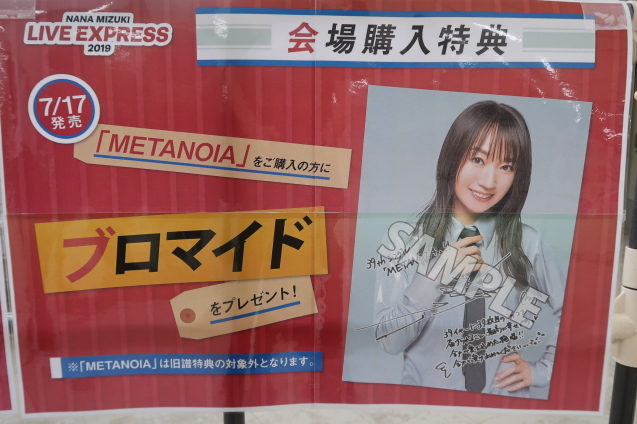 NANA MIZUKI
LIVE EXPRESS
2019
会場購入特典
7/17
発売
「METANOIA」をご購入の方に
ブロマイド
をプレゼント!
※「METANOIA」は旧譜特典の対象外となります。
SAMPLE